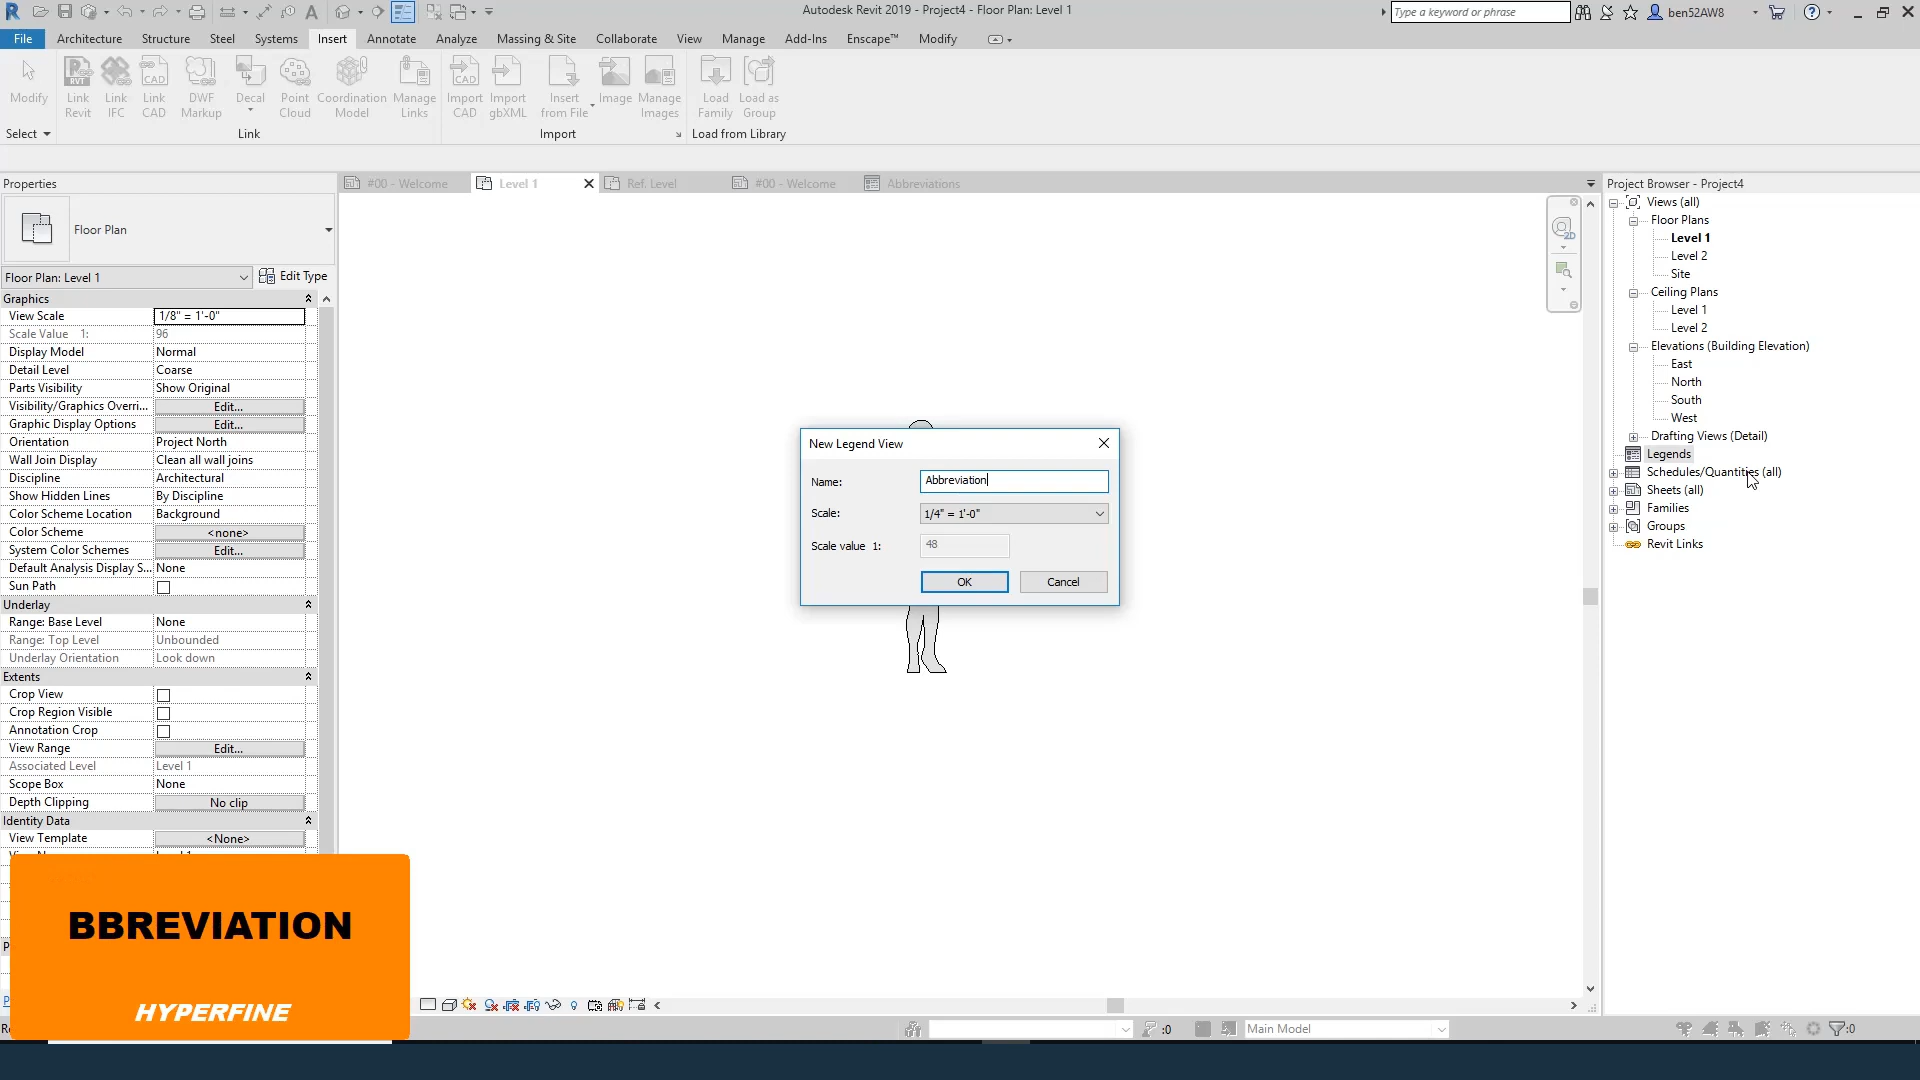 Autodesk Revit 2019 - Project4 - Floor Plan: Level 1
Type a keyword or phrase
ben52AW8
File
Architecture
Structure
Steel
Systems
Insert
Annotate
Analyze
Massing & Site
Collaborate
View
Manage
Add-Ins
Enscape™
Modify
Modify
Link
Revit
Link
IFC
Link
CAD
DWF
Markup
Decal
Point
Cloud
Coordination
Model
Manage
Links
Import
CAD
Import
gbXML
Insert
from File
Image
Manage
Images
Load
Family
Load as
Group
Select
Link
Import
Load from Library
Properties
Floor Plan
Floor Plan: Level 1
Edit Type
Graphics
View Scale 1/8" = 1'-0"
Scale Value 1: 96
Display Model Normal
Detail Level Coarse
Parts Visibility Show Original
Visibility/Graphics Overri... Edit...
Graphic Display Options Edit...
Orientation Project North
Wall Join Display Clean all wall joins
Discipline Architectural
Show Hidden Lines By Discipline
Color Scheme Location Background
Color Scheme <none>
System Color Schemes Edit...
Default Analysis Display S... None
Sun Path
Underlay
Range: Base Level None
Range: Top Level Unbounded
Underlay Orientation Look down
Extents
Crop View
Crop Region Visible
Annotation Crop
View Range Edit...
Associated Level Level 1
Scope Box None
Depth Clipping No clip
Identity Data
View Template <None>
#00 - Welcome
Level 1
Ref. Level
#00 - Welcome
Abbreviations
New Legend View
Name: Abbreviation
Scale: 1/4" = 1'-0"
Scale value 1: 48
OK
Cancel
2D
Project Browser - Project4
Views (all)
Floor Plans
Level 1
Level 2
Site
Ceiling Plans
Level 1
Level 2
Elevations (Building Elevation)
East
North
South
West
Drafting Views (Detail)
Legends
Schedules/Quantities (all)
Sheets (all)
Families
Groups
Revit Links
BBREVIATION
HYPERFINE
:0
Main Model
:0